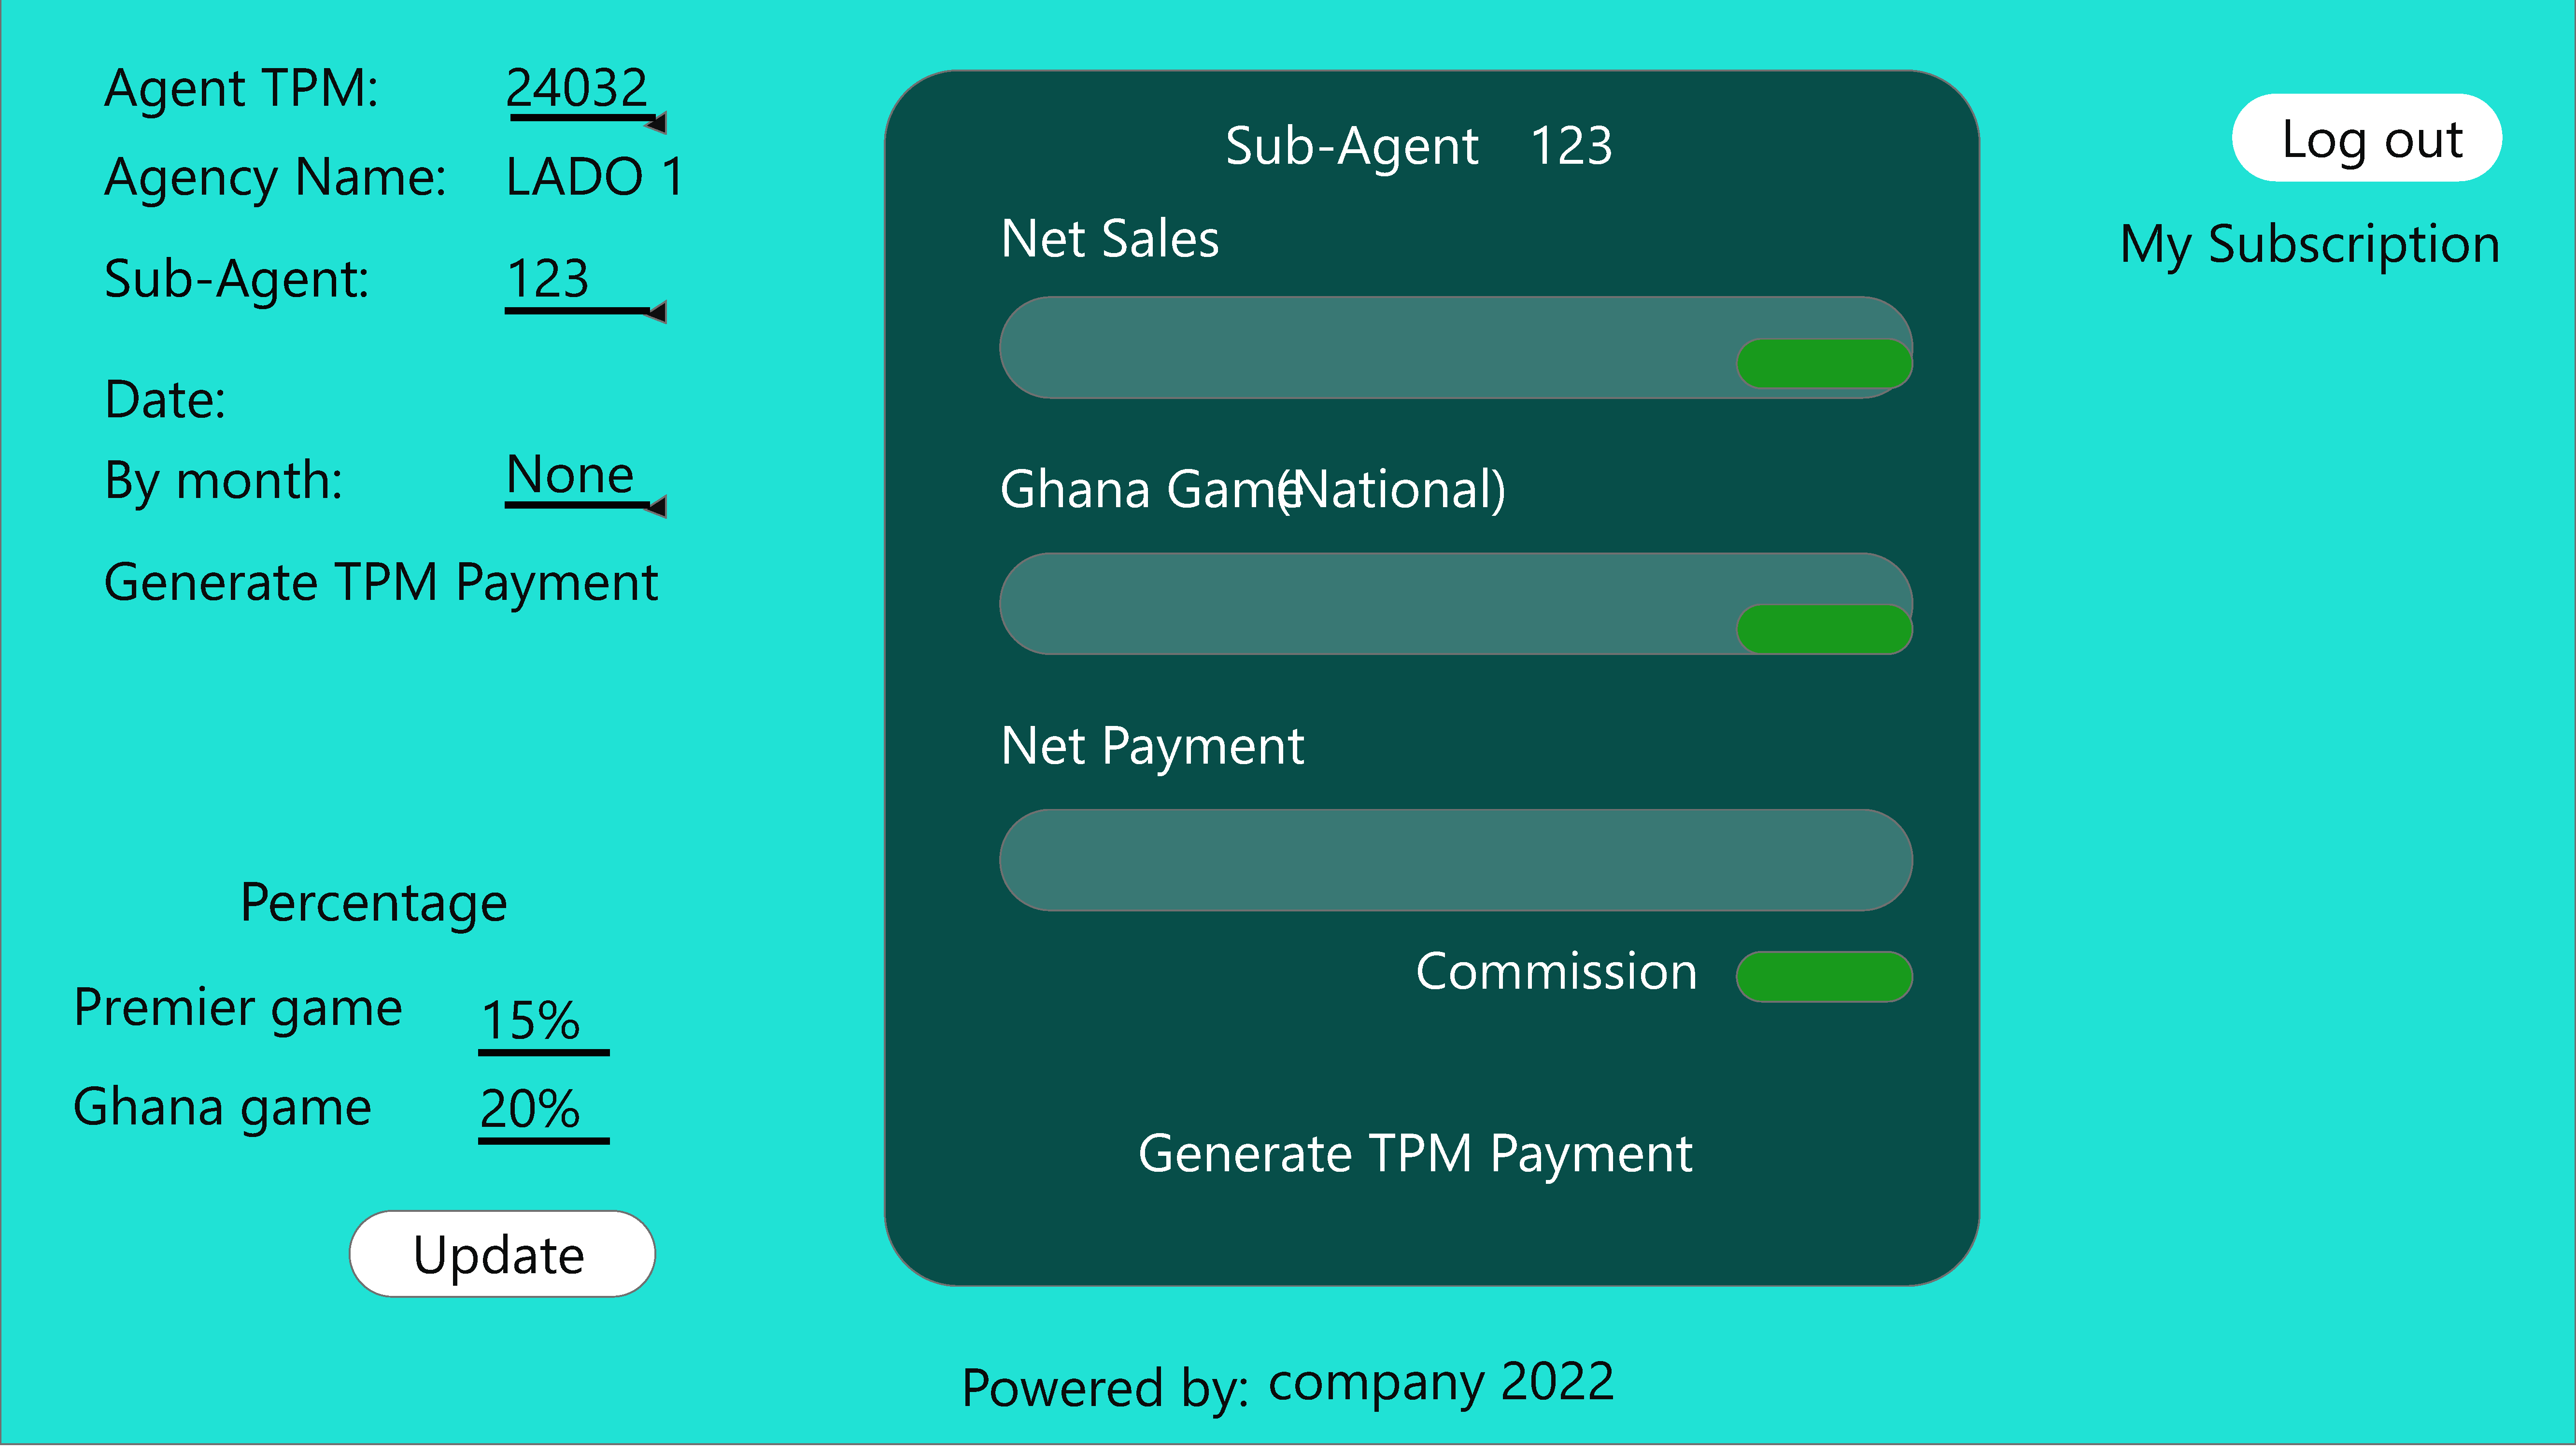 Agent TPM: 24032
Agency Name: LADO 1
Sub-Agent: 123
Date:
By month: None
Generate TPM Payment
Percentage
Premier game 15%
Ghana game 20%
Update
Sub-Agent 123
Net Sales
Ghana Game (National)
Net Payment
Commission
Generate TPM Payment
Log out
My Subscription
Powered by: company 2022